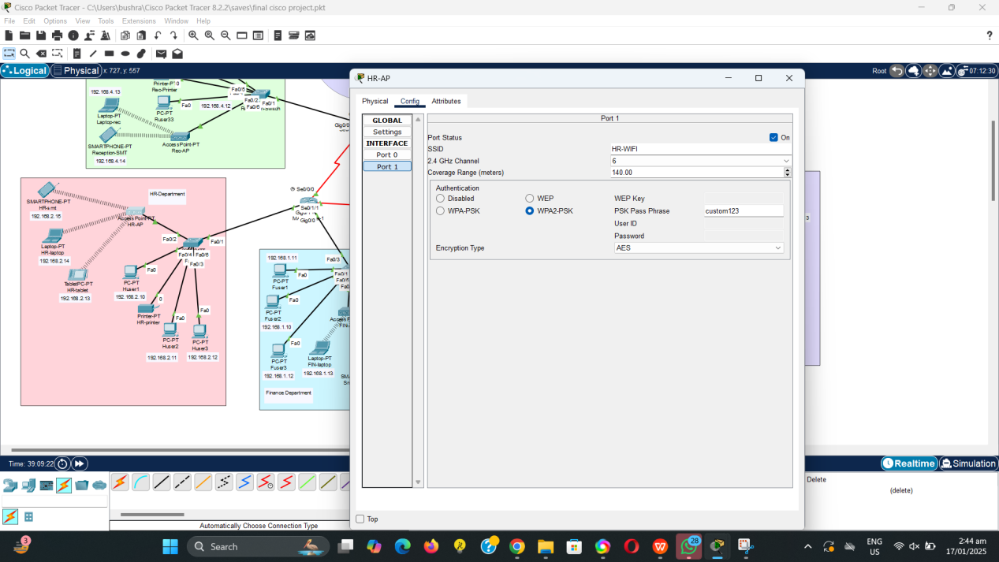 Cisco Packet Tracer - C:\Users\bushra\Cisco Packet Tracer 8.2.2\saves\final cisco project.pkt
File Edit Options View Tools Extensions Window Help
?
Logical Physical x: 727, y: 557
Root 07:12:30
Printer-PT
Rec-Printer
192.168.4.13
Laptop-PT
Laptop-rec
PC-PT
Ruser33
Fa0
192.168.4.12
Fa0/2
Fa0/1
Fa0/6
SMARTPHONE-PT
Reception-SMT
192.168.4.14
AccessPoint-PT
Rec-AP
HR-Department
SMARTPHONE-PT
HR-smt
192.168.2.15
HR-AP
Laptop-PT
HR-laptop
192.168.2.14
TabletPC-PT
HR-tablet
192.168.2.13
Fa0/2
Fa0/1
Fa0/4
Fa0/6
Fa0/3
Fa0
PC-PT
Huser1
192.168.2.10
0
Printer-PT
HR-printer
Fa0
PC-PT
Huser2
192.168.2.11
Fa0
PC-PT
Huser3
192.168.2.12
Se0/0/0
Se0/1/1
Gig0/0
192.168.1.11
Fa0/3
PC-PT
Fuser1
Fa0
Fa0/1
Fa0/5
PC-PT
Fuser2
Fa0
192.168.1.10
Fa0
PC-PT
Fuser3
192.168.1.12
Laptop-PT
FIN-laptop
192.168.1.13
Finance Department
HR-AP
Physical Config Attributes
GLOBAL
Settings
INTERFACE
Port 0
Port 1
Port 1
Port Status On
SSID HR-WIFI
2.4 GHz Channel 6
Coverage Range (meters) 140.00
Authentication
Disabled WEP WEP Key
WPA-PSK WPA2-PSK PSK Pass Phrase custom123
User ID
Password
Encryption Type AES
Top
Time: 39:09:22
Realtime Simulation
Delete
(delete)
Automatically Choose Connection Type
3
Search
28
ENG
US
2:44 am
17/01/2025